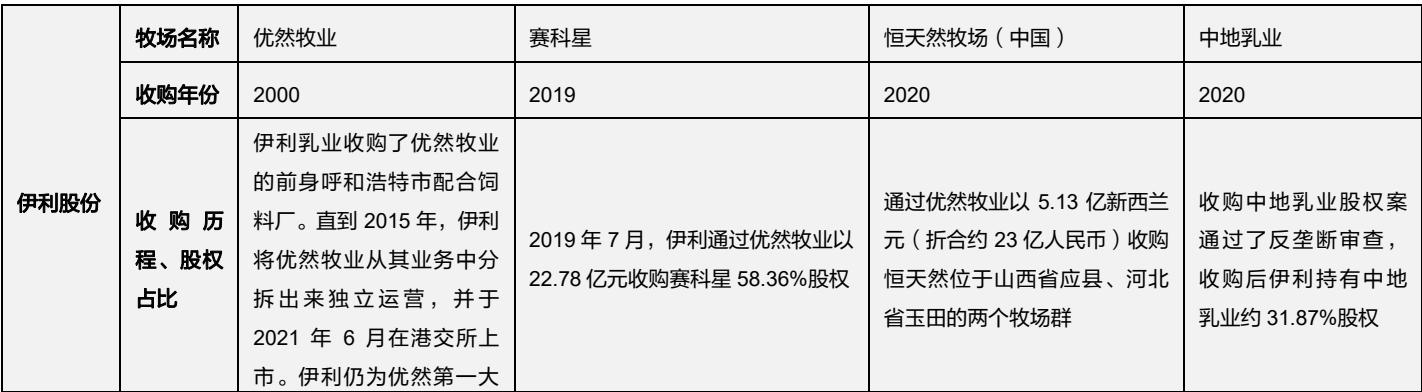 牧场名称 优然牧业 赛科星 恒天然牧场（中国） 中地乳业
收购年份 2000 2019 2020 2020
伊利股份
收购历
程、股权
占比
伊利乳业收购了优然牧业
的前身呼和浩特市配合饲
料厂。直到 2015 年，伊利
将优然牧业从其业务中分
拆出来独立运营，并于
2021 年 6 月在港交所上
市。伊利仍为优然第一大
2019 年 7 月，伊利通过优然牧业以
22.78 亿元收购赛科星 58.36%股权
通过优然牧业以 5.13 亿新西兰
元（折合约 23 亿人民币）收购
恒天然位于山西省应县、河北
省玉田的两个牧场群
收购中地乳业股权案
通过了反垄断审查，
收购后伊利持有中地
乳业约 31.87%股权